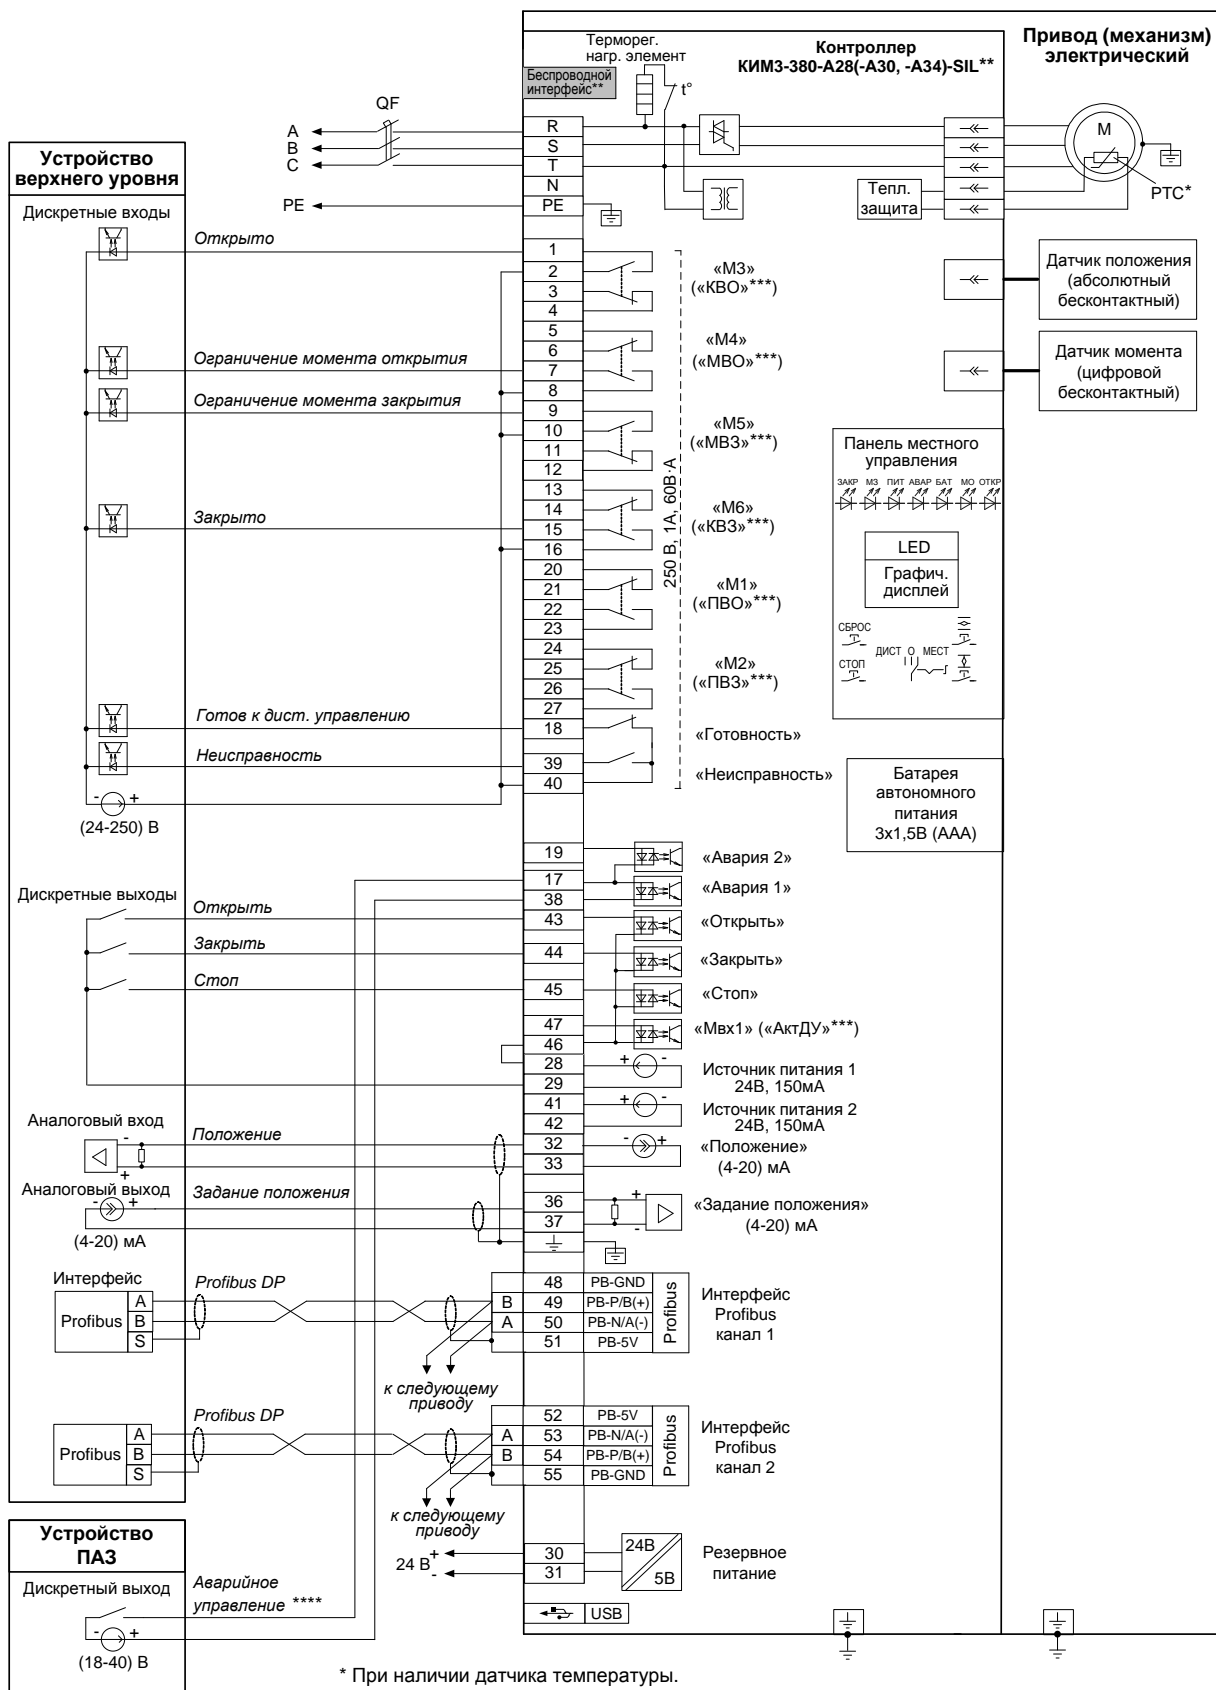 Терморег.
нагр. элемент
Контроллер
КИМ3-380-А28(-А30, -А34)-SIL**
Привод (механизм)
электрический
Беспроводной
интерфейс**
t°
QF
A
B
C
PE
R
S
T
N
PE
M
PTC*
Тепл.
защита
Устройство
верхнего уровня
Дискретные входы
Открыто
Ограничение момента открытия
Ограничение момента закрытия
Закрыто
Готов к дист. управлению
Неисправность
- +
(24-250) В
1
2
3
4
5
6
7
8
9
10
11
12
13
14
15
16
20
21
22
23
24
25
26
27
18
39
40
«М3»
(«КВО»***)
«М4»
(«МВО»***)
«М5»
(«МВЗ»***)
«М6»
(«КВЗ»***)
«М1»
(«ПВО»***)
«М2»
(«ПВЗ»***)
«Готовность»
«Неисправность»
250 В, 1А, 60В·А
Датчик положения
(абсолютный
бесконтактный)
Датчик момента
(цифровой
бесконтактный)
Панель местного
управления
ЗАКР МЗ ПИТ АВАР БАТ МО ОТКР
LED
Графич.
дисплей
СБРОС
СТОП
ДИСТ О МЕСТ
Батарея
автономного
питания
3х1,5В (ААА)
Дискретные выходы
Открыть
Закрыть
Стоп
19
17
38
43
44
45
47
46
28
29
41
42
32
33
36
37
«Авария 2»
«Авария 1»
«Открыть»
«Закрыть»
«Стоп»
«Мвх1» («АктДУ»***)
+ -
Источник питания 1
24В, 150мА
+ -
Источник питания 2
24В, 150мА
- +
«Положение»
(4-20) мА
+
-
«Задание положения»
(4-20) мА
Аналоговый вход
-
+
Положение
Аналоговый выход
- +
(4-20) мА
Задание положения
Интерфейс
Profibus
A
B
S
Profibus DP
B
A
48 PB-GND
49 PB-P/B(+)
50 PB-N/A(-)
51 PB-5V
Profibus
Интерфейс
Profibus
канал 1
к следующему
приводу
Profibus
A
B
S
Profibus DP
A
B
52 PB-5V
53 PB-N/A(-)
54 PB-P/B(+)
55 PB-GND
Profibus
Интерфейс
Profibus
канал 2
к следующему
приводу
24 В
+
-
30
31
24В
5В
Резервное
питание
USB
Устройство
ПАЗ
Дискретный выход
Аварийное
управление ****
- +
(18-40) В
* При наличии датчика температуры.